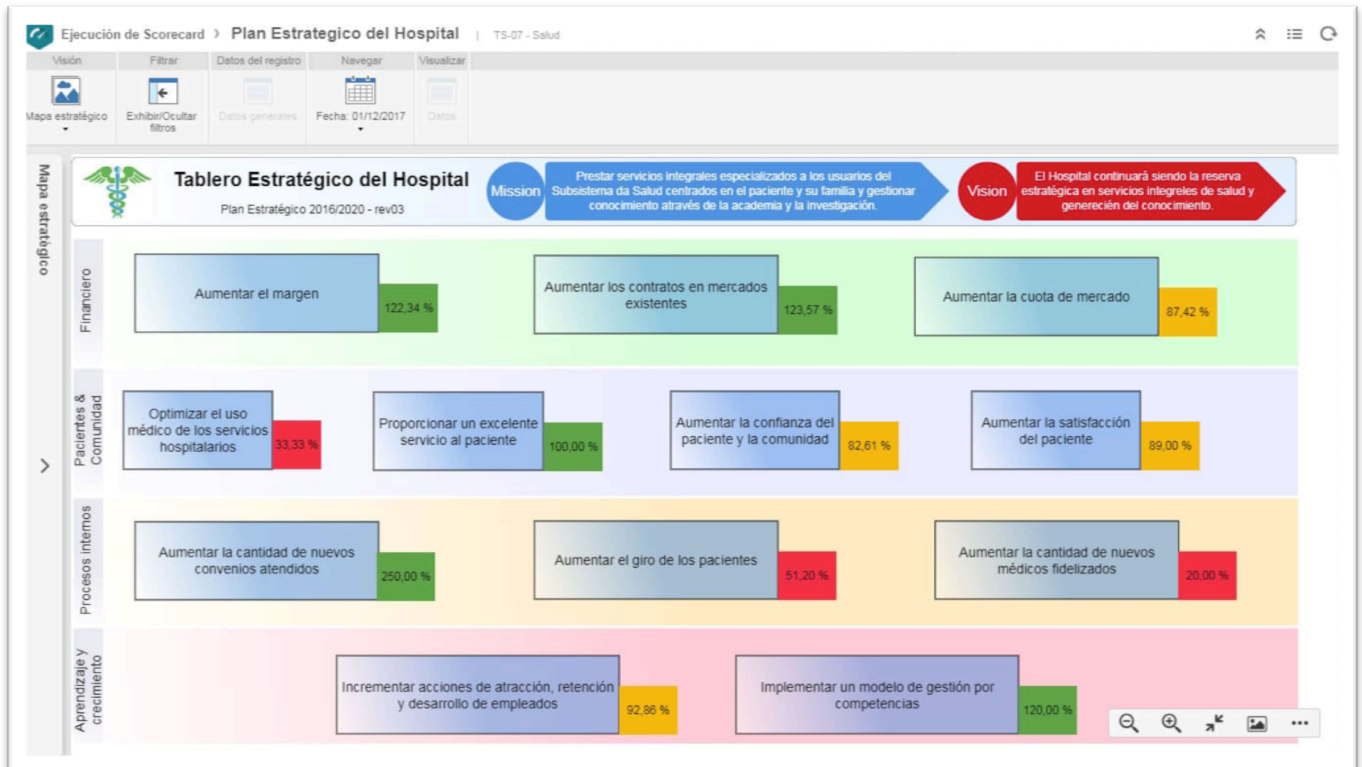 Ejecución de Scorecard > Plan Estrategico del Hospital | TS-07 - Salud
Visión Filtrar Datos del registro Navegar Visualizar
Mapa estratégico
Exhibir/Ocultar
filtros
Datos generales
Fecha: 01/12/2017
Datos
Mapa estratégico
Tablero Estratégico del Hospital
Plan Estratégico 2016/2020 - rev03
Mission
Prestar servicios integrales especializados a los usuarios del
Subsistema da Salud centrados en el paciente y su familia y gestionar
conocimiento através de la academia y la investigación.
Vision
El Hospital continuará siendo la reserva
estratégica en servicios integreles de salud y
generecién del conocimiento.
Financiero
Aumentar el margen
122,34 %
Aumentar los contratos en mercados
existentes
123,57 %
Aumentar la cuota de mercado
87,42 %
Pacientes &
Comunidad
Optimizar el uso
médico de los servicios
hospitalarios
33,33 %
Proporcionar un excelente
servicio al paciente
100,00 %
Aumentar la confianza del
paciente y la comunidad
82,61 %
Aumentar la satisfacción
del paciente
89,00 %
Procesos internos
Aumentar la cantidad de nuevos
convenios atendidos
250,00 %
Aumentar el giro de los pacientes
51,20 %
Aumentar la cantidad de nuevos
médicos fidelizados
20,00 %
Aprendizaje y
crecimiento
Incrementar acciones de atracción, retención
y desarrollo de empleados
92,86 %
Implementar un modelo de gestión por
competencias
120,00 %